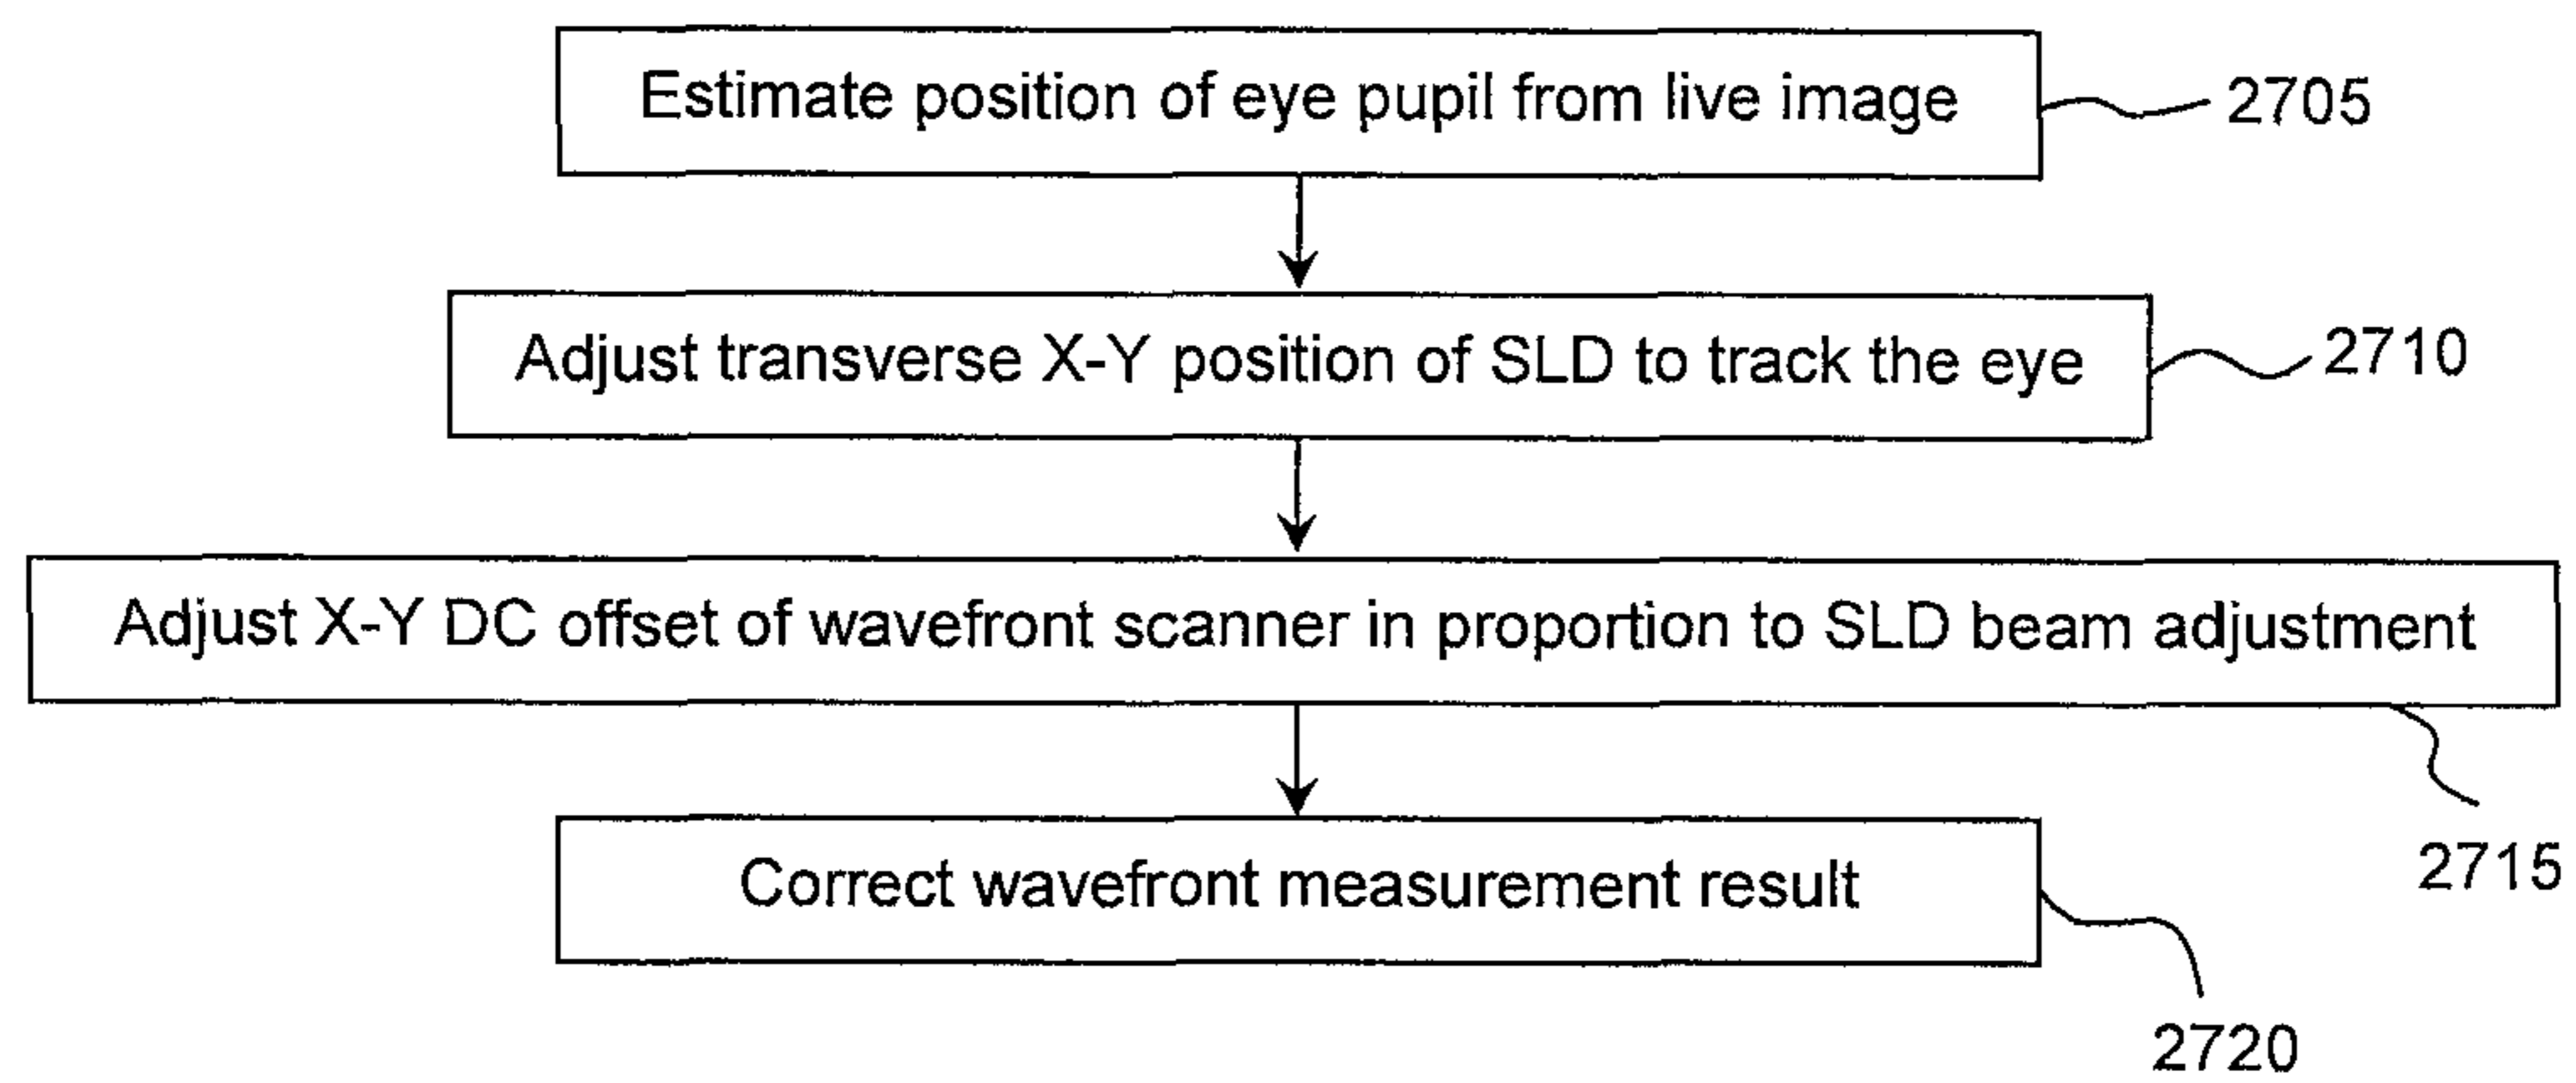 Estimate position of eye pupil from live image
2705
Adjust transverse X-Y position of SLD to track the eye
2710
Adjust X-Y DC offset of wavefront scanner in proportion to SLD beam adjustment
2715
Correct wavefront measurement result
2720